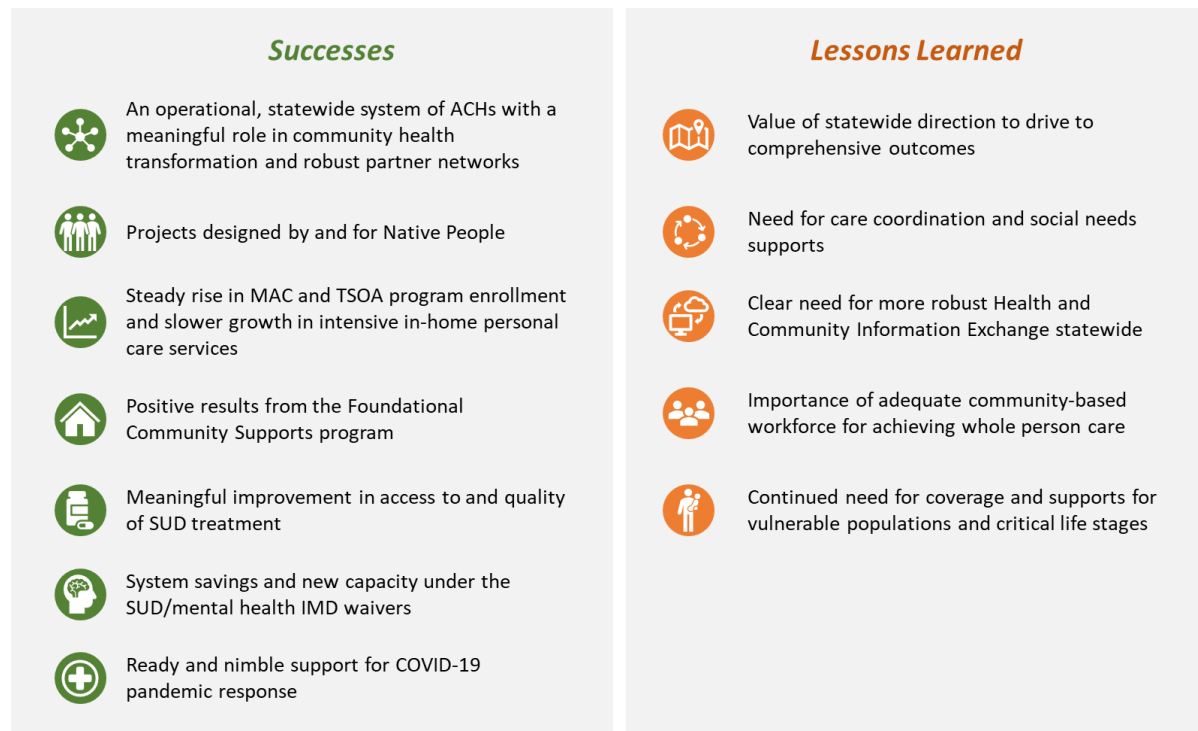 Successes
An operational, statewide system of ACHs with a
meaningful role in community health
transformation and robust partner networks
Projects designed by and for Native People
Steady rise in MAC and TSOA program enrollment
and slower growth in intensive in-home personal
care services
Positive results from the Foundational
Community Supports program
Meaningful improvement in access to and quality
of SUD treatment
System savings and new capacity under the
SUD/mental health IMD waivers
Ready and nimble support for COVID-19
pandemic response
Lessons Learned
Value of statewide direction to drive to
comprehensive outcomes
Need for care coordination and social needs
supports
Clear need for more robust Health and
Community Information Exchange statewide
Importance of adequate community-based
workforce for achieving whole person care
Continued need for coverage and supports for
vulnerable populations and critical life stages